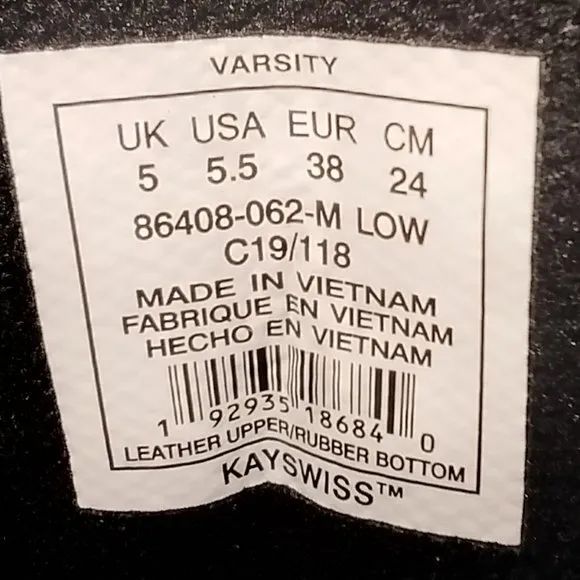 VARSITY
UK USA EUR CM
5 5.5 38 24
86408-062-M LOW
C19/118
MADE IN VIETNAM
FABRIQUE EN VIETNAM
HECHO EN VIETNAM
1 92935 18684 0
LEATHER UPPER/RUBBER BOTTOM
KAYSWISS™